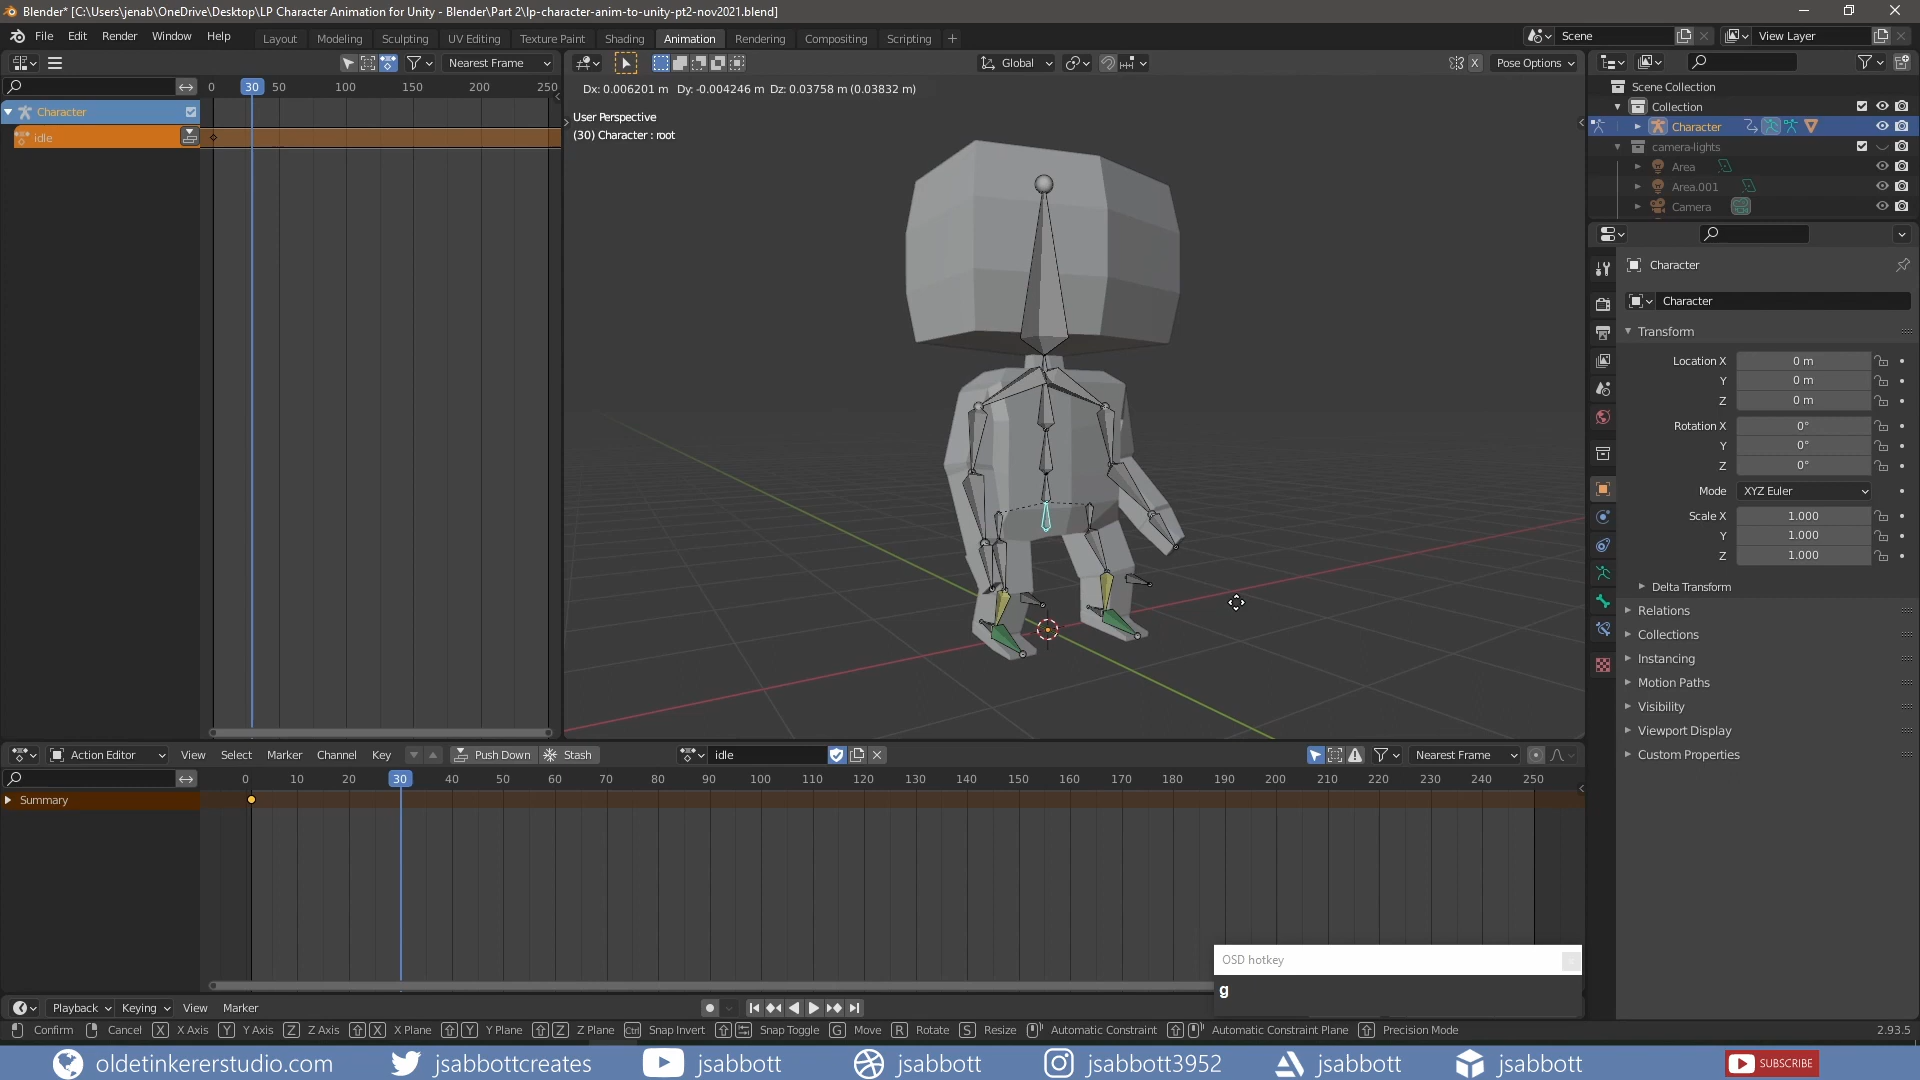 Blender* [C:\Users\jenab\OneDrive\Desktop\LP Character Animation for Unity - Blender\Part 2\lp-character-anim-to-unity-pt2-nov2021.blend]
File Edit Render Window Help Layout Modeling Sculpting UV Editing Texture Paint Shading Animation Rendering Compositing Scripting Scene View Layer
Nearest Frame Global Pose Options
0 30 50 100 150 200 250
Dx: 0.006201 m Dy: -0.004246 m Dz: 0.03758 m (0.03832 m)
User Perspective
(30) Character : root
Character
idle
Scene Collection
Collection
Character
camera-lights
Area
Area.001
Camera
Character
Character
Transform
Location X 0 m
Y 0 m
Z 0 m
Rotation X 0°
Y 0°
Z 0°
Mode XYZ Euler
Scale X 1.000
Y 1.000
Z 1.000
Delta Transform
Relations
Collections
Instancing
Motion Paths
Visibility
Viewport Display
Custom Properties
Action Editor View Select Marker Channel Key Push Down Stash idle Nearest Frame
0 10 20 30 40 50 60 70 80 90 100 110 120 130 140 150 160 170 180 190 200 210 220 230 240 250
Summary
OSD hotkey
g
Playback Keying View Marker
Confirm Cancel X X Axis Y Y Axis Z Z Axis X X Plane Y Y Plane Z Z Plane Ctrl Snap Invert Snap Toggle G Move R Rotate S Resize Automatic Constraint Automatic Constraint Plane Precision Mode 2.93.5
oldetinkererstudio.com jsabbottcreates jsabbott jsabbott jsabbott3952 jsabbott jsabbott SUBSCRIBE